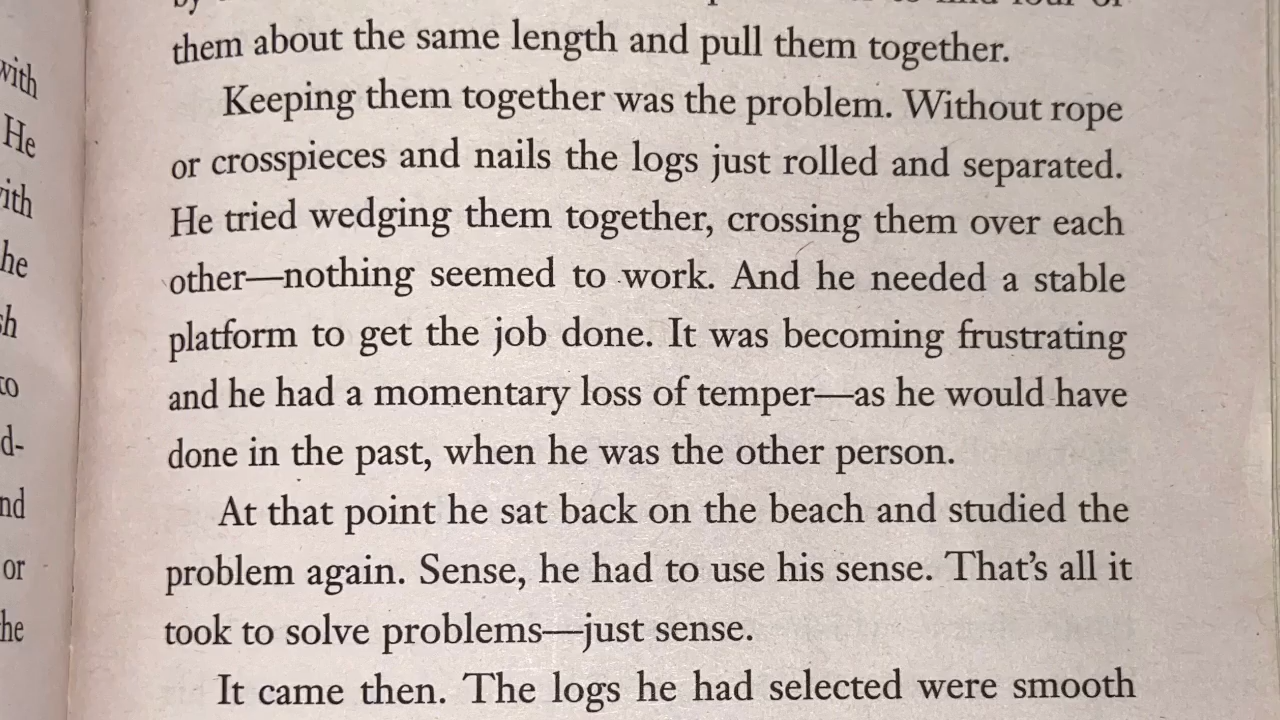 them about the same length and pull them together.
Keeping them together was the problem. Without rope
or crosspieces and nails the logs just rolled and separated.
He tried wedging them together, crossing them over each
other—nothing seemed to work. And he needed a stable
platform to get the job done. It was becoming frustrating
and he had a momentary loss of temper—as he would have
done in the past, when he was the other person.
At that point he sat back on the beach and studied the
problem again. Sense, he had to use his sense. That's all it
took to solve problems—just sense.
It came then. The logs he had selected were smooth